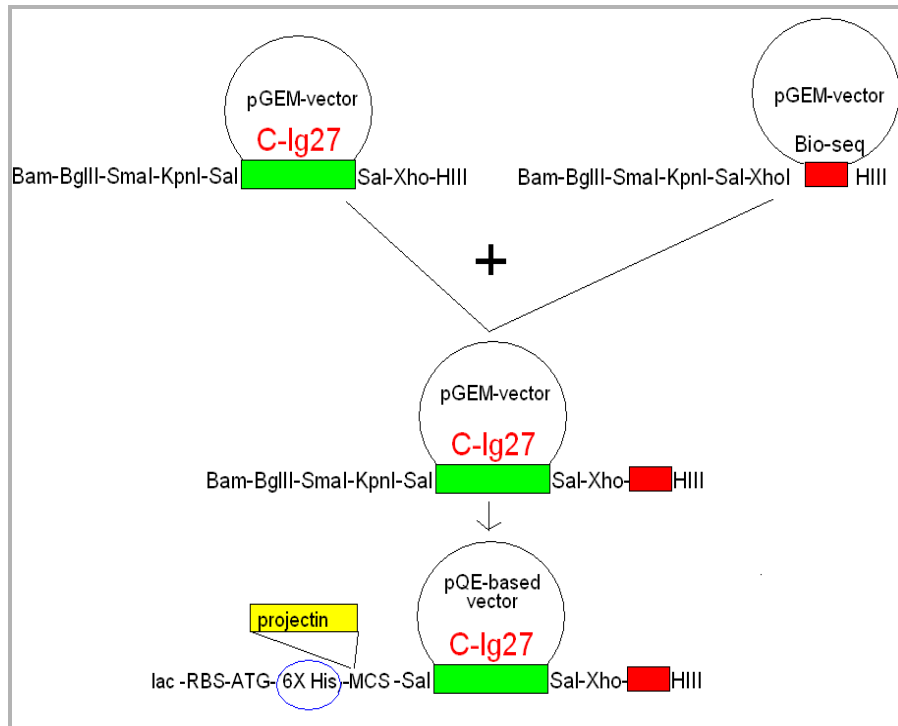 pGEM-vector
C-Ig27
Bam-BglII-SmaI-KpnI-Sal
Sal-Xho-HIII
pGEM-vector
Bio-seq
Bam-BglII-SmaI-KpnI-Sal-XhoI
HIII
+
pGEM-vector
C-Ig27
Bam-BglII-SmaI-KpnI-Sal
Sal-Xho-
HIII
pQE-based
vector
C-Ig27
projectin
lac -RBS-ATG- 6X His -MCS -Sal
Sal-Xho-
HIII